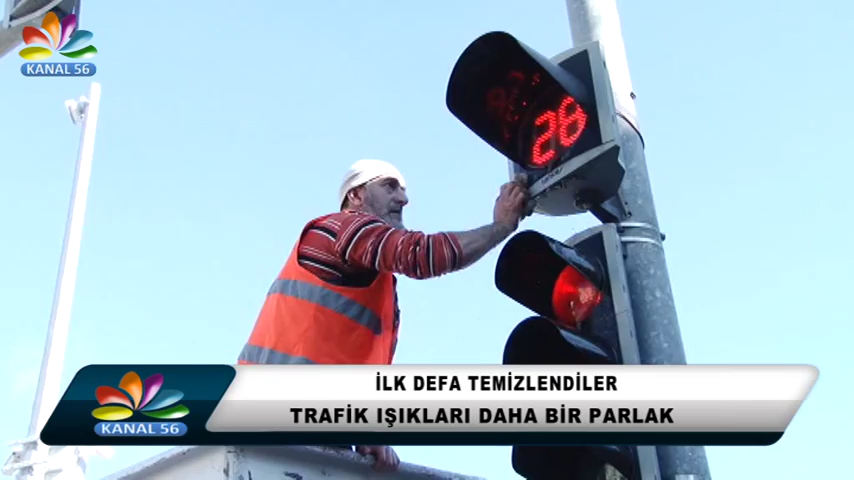 KANAL 56
28
İLK DEFA TEMİZLENDİLER
TRAFİK IŞIKLARI DAHA BİR PARLAK
KANAL 56